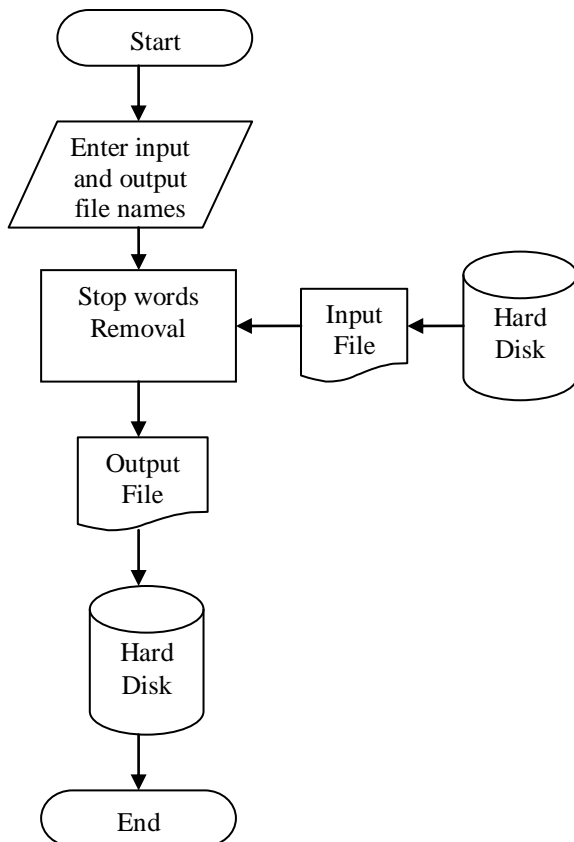 Start
Enter input
and output
file names
Stop words
Removal
Input
File
Hard
Disk
Output
File
Hard
Disk
End